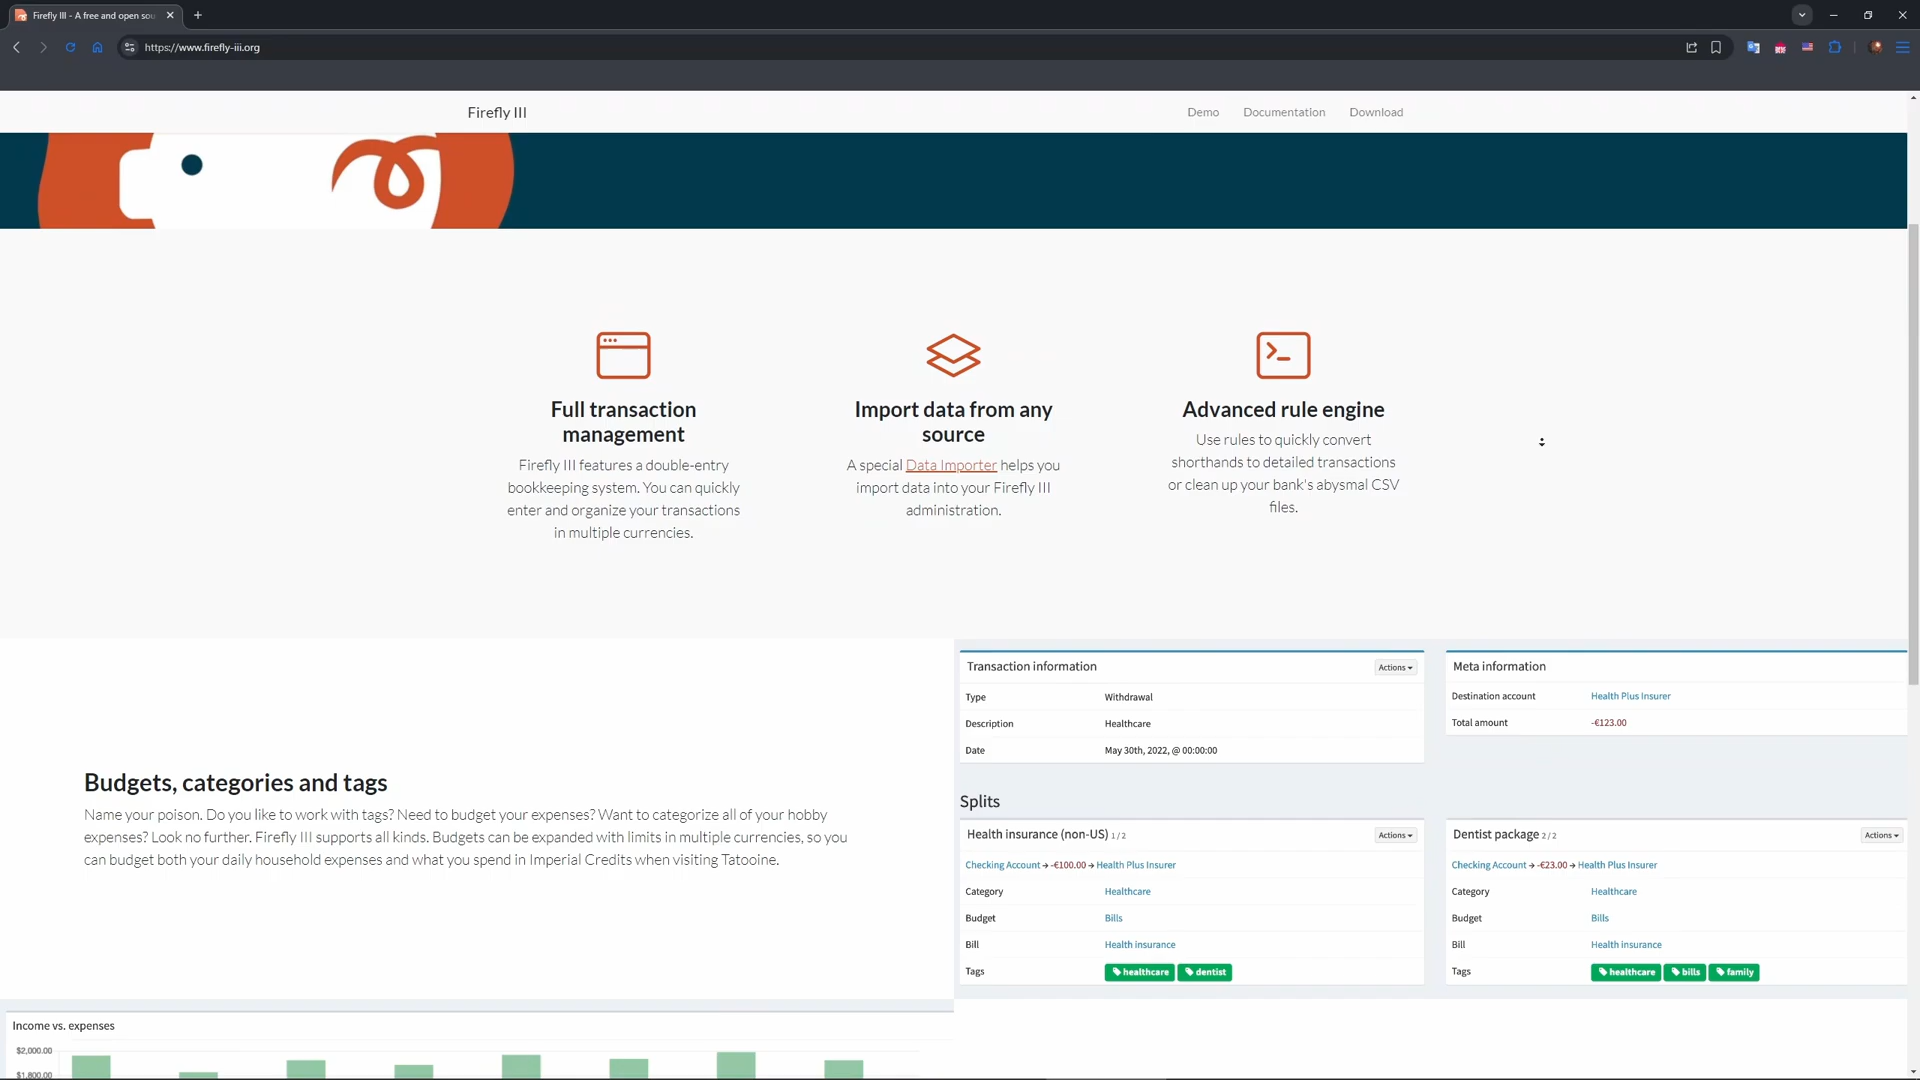 Firefly III - A free and open sou
https://www.firefly-iii.org
Firefly III
Demo
Documentation
Download
Full transaction
management
Firefly III features a double-entry
bookkeeping system. You can quickly
enter and organize your transactions
in multiple currencies.
Import data from any
source
A special Data Importer helps you
import data into your Firefly III
administration.
Advanced rule engine
Use rules to quickly convert
shorthands to detailed transactions
or clean up your bank's abysmal CSV
files.
Budgets, categories and tags
Name your poison. Do you like to work with tags? Need to budget your expenses? Want to categorize all of your hobby
expenses? Look no further. Firefly III supports all kinds. Budgets can be expanded with limits in multiple currencies, so you
can budget both your daily household expenses and what you spend in Imperial Credits when visiting Tatooine.
Transaction information
Actions
Type Withdrawal
Description Healthcare
Date May 30th, 2022, @ 00:00:00
Meta information
Destination account Health Plus Insurer
Total amount -€123.00
Splits
Health insurance (non-US) 1 / 2
Actions
Checking Account → -€100.00 → Health Plus Insurer
Category Healthcare
Budget Bills
Bill Health insurance
Tags healthcare dentist
Dentist package 2 / 2
Actions
Checking Account → -€23.00 → Health Plus Insurer
Category Healthcare
Budget Bills
Bill Health insurance
Tags healthcare bills family
Income vs. expenses
$2,000.00
$1,800.00